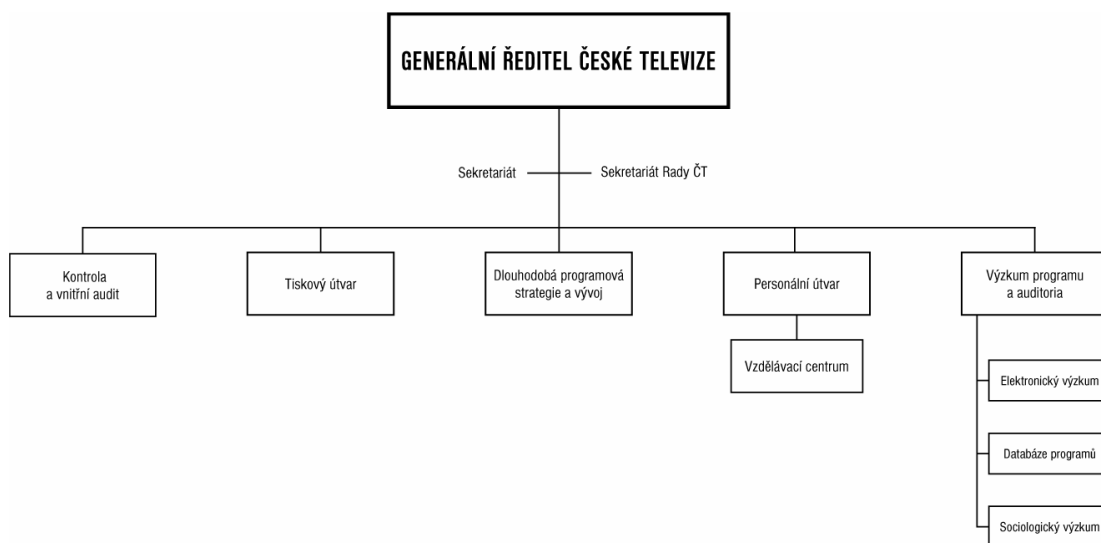 GENERÁLNÍ ŘEDITEL ČESKÉ TELEVIZE
Sekretariát
Sekretariát Rady ČT
Kontrola
a vnitřní audit
Tiskový útvar
Dlouhodobá programová
strategie a vývoj
Personální útvar
Výzkum programu
a auditoria
Vzdělávací centrum
Elektronický výzkum
Databáze programů
Sociologický výzkum